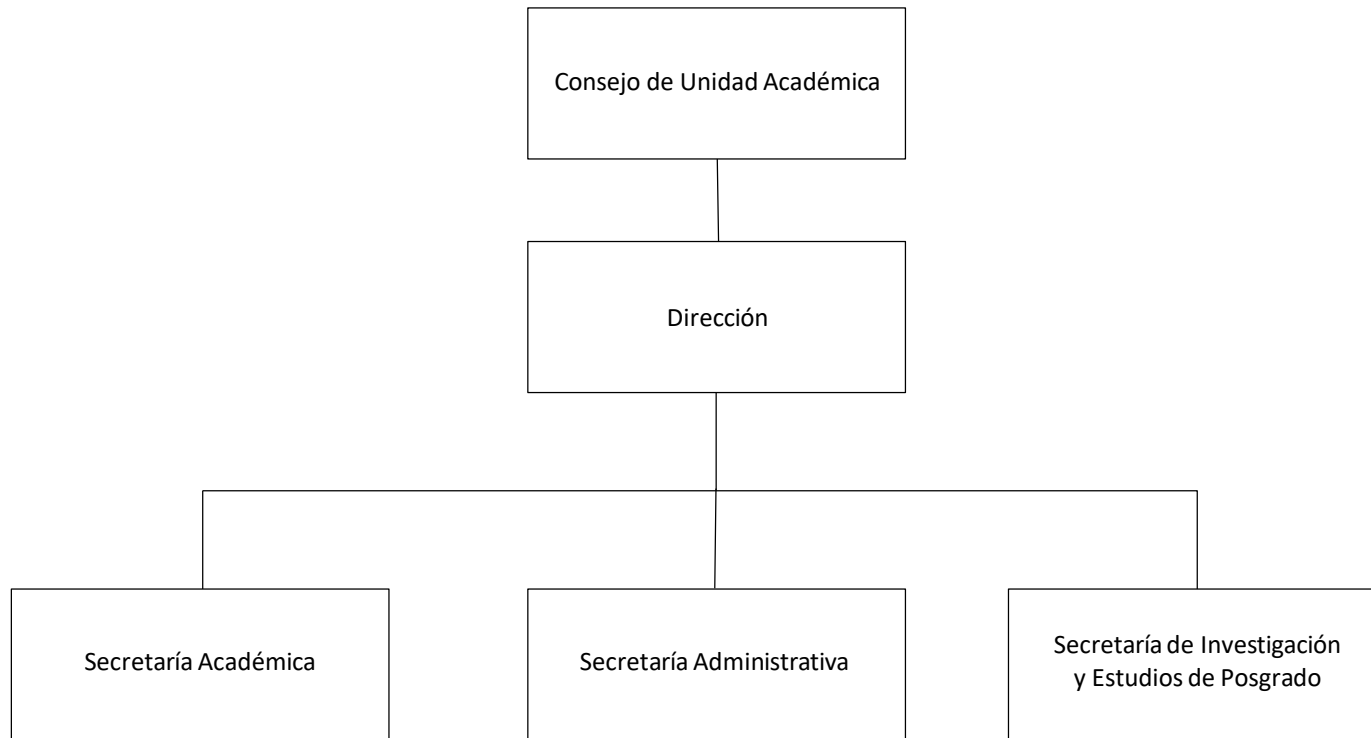 Consejo de Unidad Académica
Dirección
Secretaría Académica
Secretaría Administrativa
Secretaría de Investigación
y Estudios de Posgrado